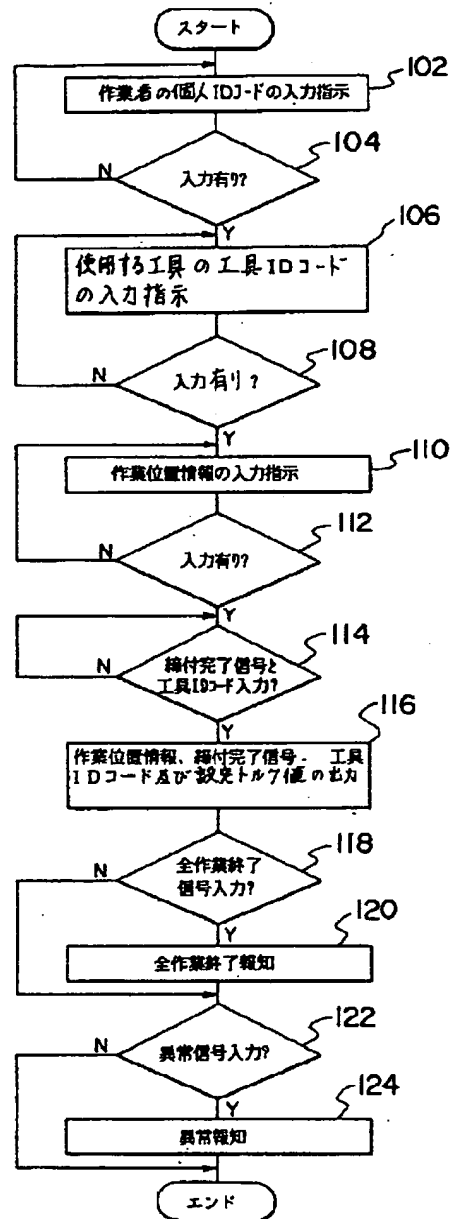 スタート
作業者の個人IDコードの入力指示
102
入力有り?
104
N
Y
使用する工具の工具IDコード
の入力指示
106
入力有り?
108
N
Y
作業位置情報の入力指示
110
入力有り?
112
N
Y
締付完了信号と
工具IDコード入力?
114
N
Y
作業位置情報、締付完了信号、工具
IDコード及び設定トルク値の出力
116
全作業終了
信号入力?
118
N
Y
全作業終了報知
120
異常信号入力?
122
N
Y
異常報知
124
エンド